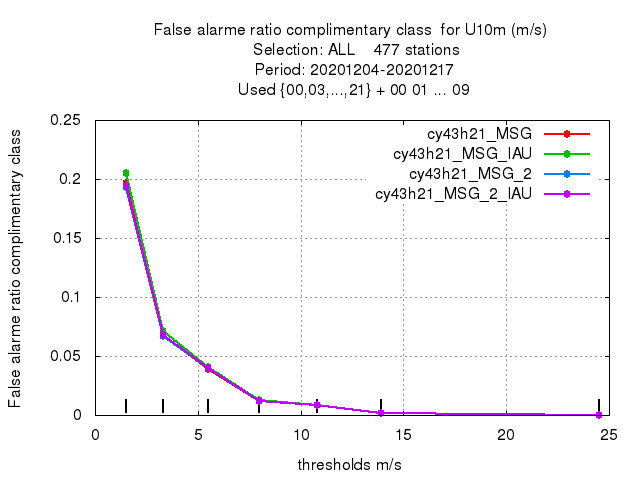 False alarme ratio complimentary class  for U10m (m/s)
Selection: ALL    477 stations
Period: 20201204-20201217
Used {00,03,...,21} + 00 01 ... 09
cy43h21_MSG
cy43h21_MSG_IAU
cy43h21_MSG_2
cy43h21_MSG_2_IAU
False alarme ratio complimentary class
0.25
0.2
0.15
0.1
0.05
0
0 5 10 15 20 25
thresholds m/s